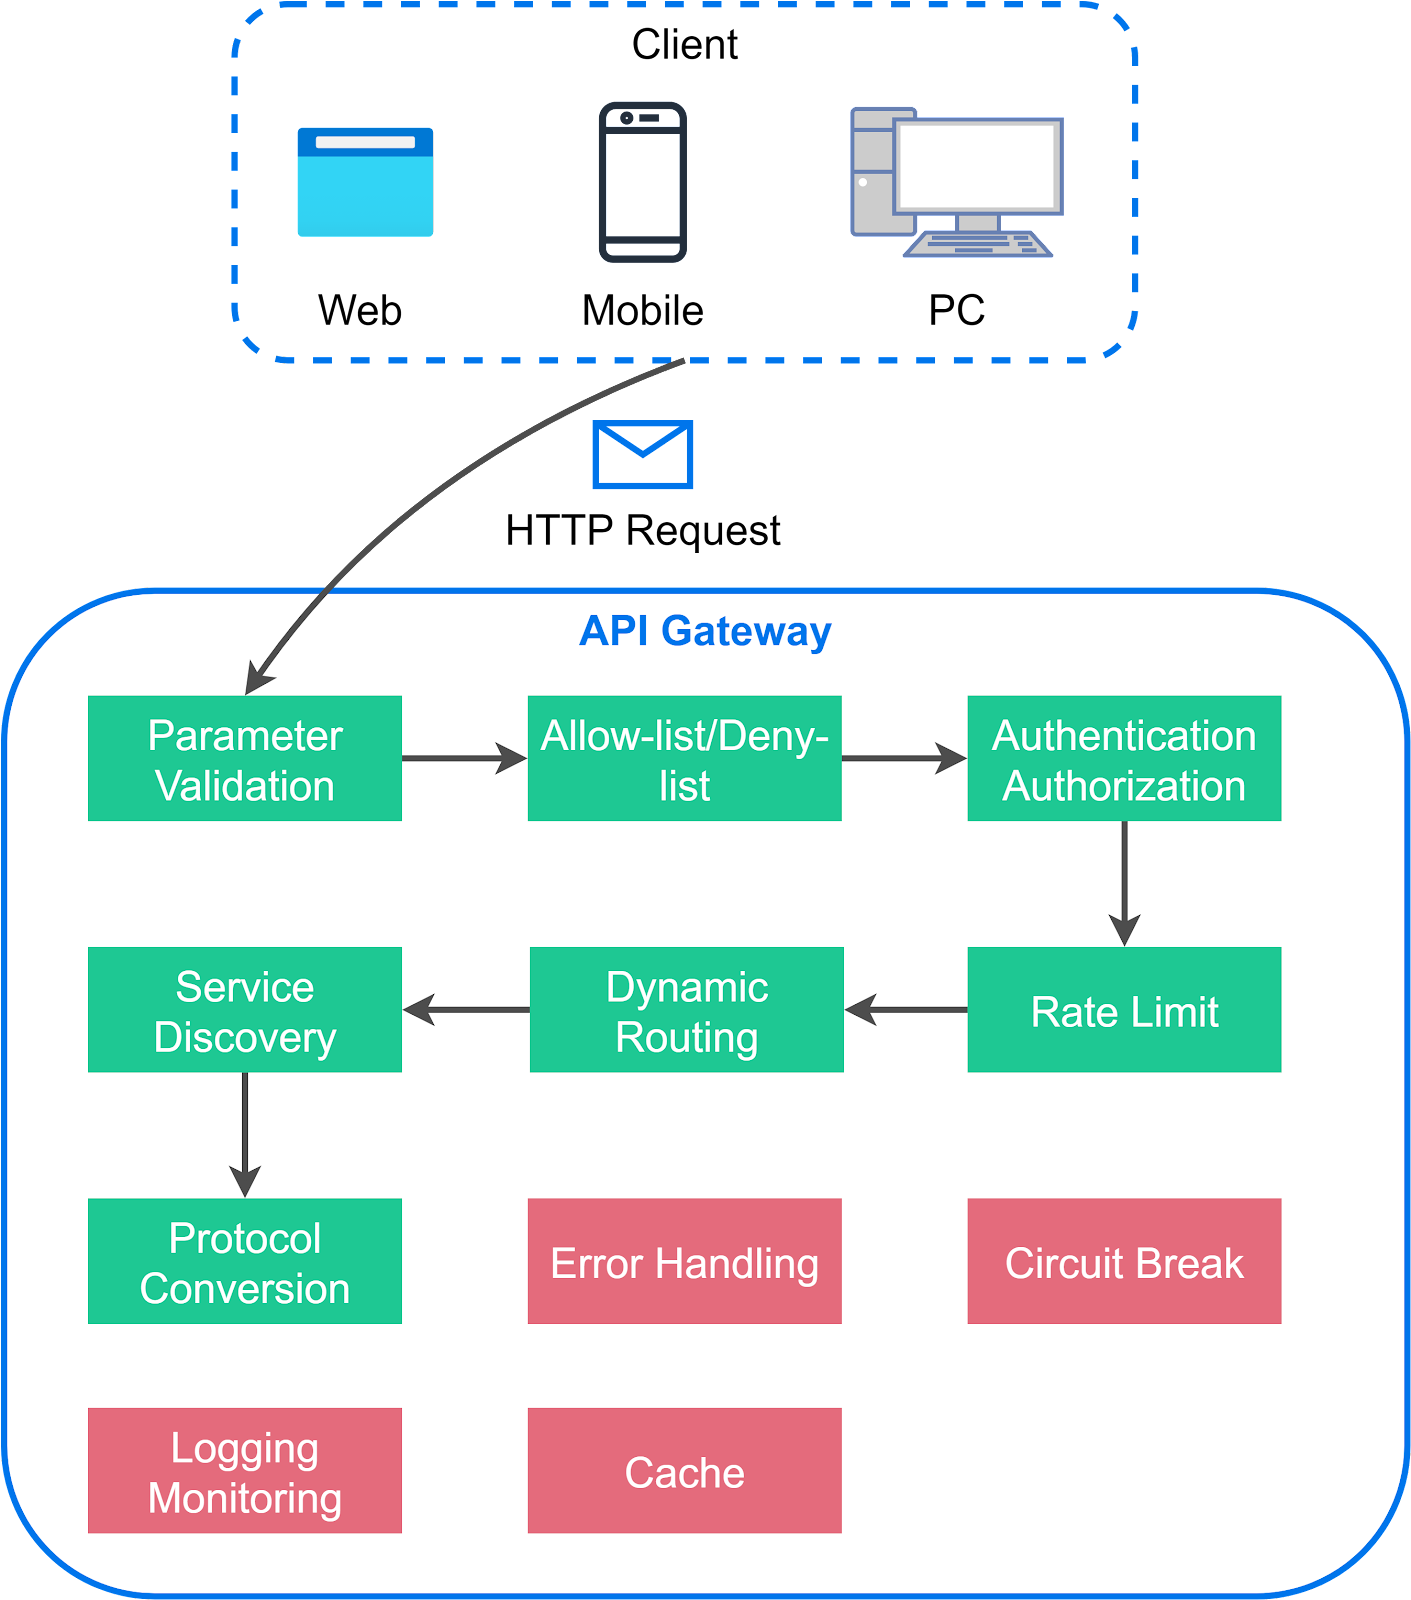 Client
Web
Mobile
PC
HTTP Request
API Gateway
Parameter
Validation
Allow-list/Deny-
list
Authentication
Authorization
Service
Discovery
Dynamic
Routing
Rate Limit
Protocol
Conversion
Error Handling
Circuit Break
Logging
Monitoring
Cache